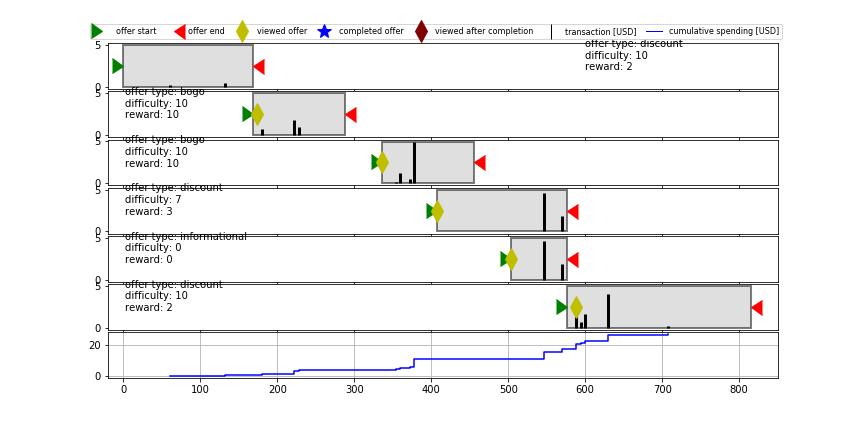 offer start offer end viewed offer completed offer viewed after completion transaction [USD] cumulative spending [USD]
5
0
offer type: discount
difficulty: 10
reward: 2
5
0
offer type: bogo
difficulty: 10
reward: 10
5
0
offer type: bogo
difficulty: 10
reward: 10
5
0
offer type: discount
difficulty: 7
reward: 3
5
0
offer type: informational
difficulty: 0
reward: 0
5
0
offer type: discount
difficulty: 10
reward: 2
20
0
0 100 200 300 400 500 600 700 800